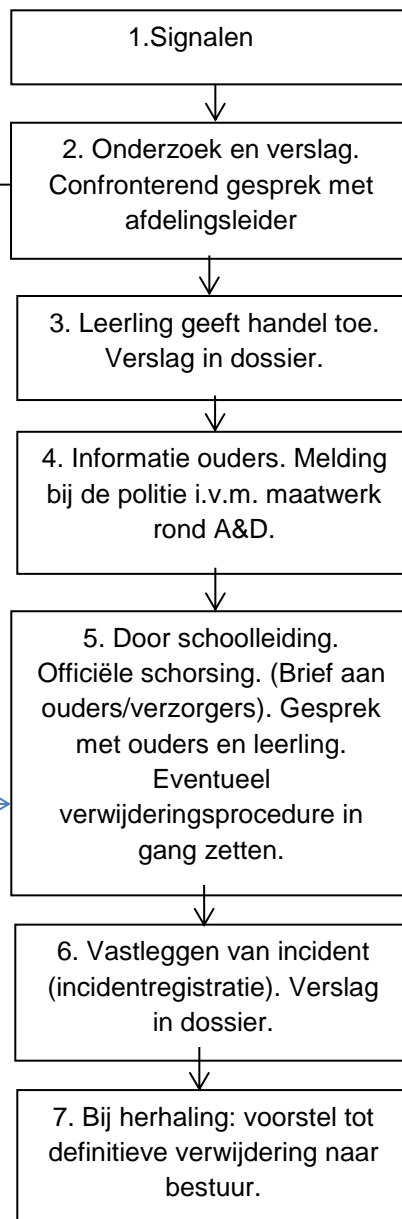 1.Signalen
2. Onderzoek en verslag.
Confronterend gesprek met
afdelingsleider
3. Leerling geeft handel toe.
Verslag in dossier.
4. Informatie ouders. Melding
bij de politie i.v.m. maatwerk
rond A&D.
5. Door schoolleiding.
Officiële schorsing. (Brief aan
ouders/verzorgers). Gesprek
met ouders en leerling.
Eventueel
verwijderingsprocedure in
gang zetten.
6. Vastleggen van incident
(incidentregistratie). Verslag
in dossier.
7. Bij herhaling: voorstel tot
definitieve verwijdering naar
bestuur.